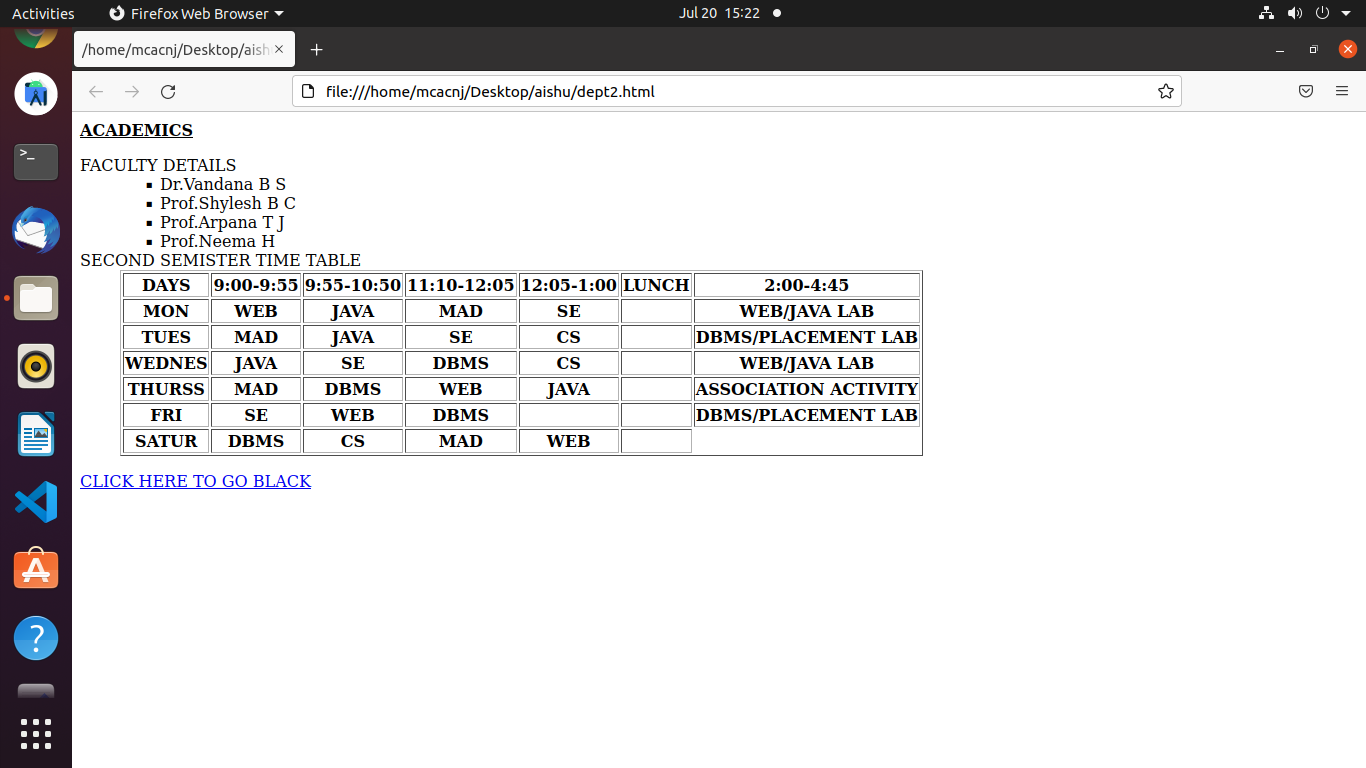 Activities Firefox Web Browser Jul 20 15:22
/home/mcacnj/Desktop/aish
file:///home/mcacnj/Desktop/aishu/dept2.html
ACADEMICS
FACULTY DETAILS
Dr.Vandana B S
Prof.Shylesh B C
Prof.Arpana T J
Prof.Neema H
SECOND SEMISTER TIME TABLE
DAYS 9:00-9:55 9:55-10:50 11:10-12:05 12:05-1:00 LUNCH 2:00-4:45
MON WEB JAVA MAD SE WEB/JAVA LAB
TUES MAD JAVA SE CS DBMS/PLACEMENT LAB
WEDNES JAVA SE DBMS CS WEB/JAVA LAB
THURSS MAD DBMS WEB JAVA ASSOCIATION ACTIVITY
FRI SE WEB DBMS DBMS/PLACEMENT LAB
SATUR DBMS CS MAD WEB
CLICK HERE TO GO BLACK